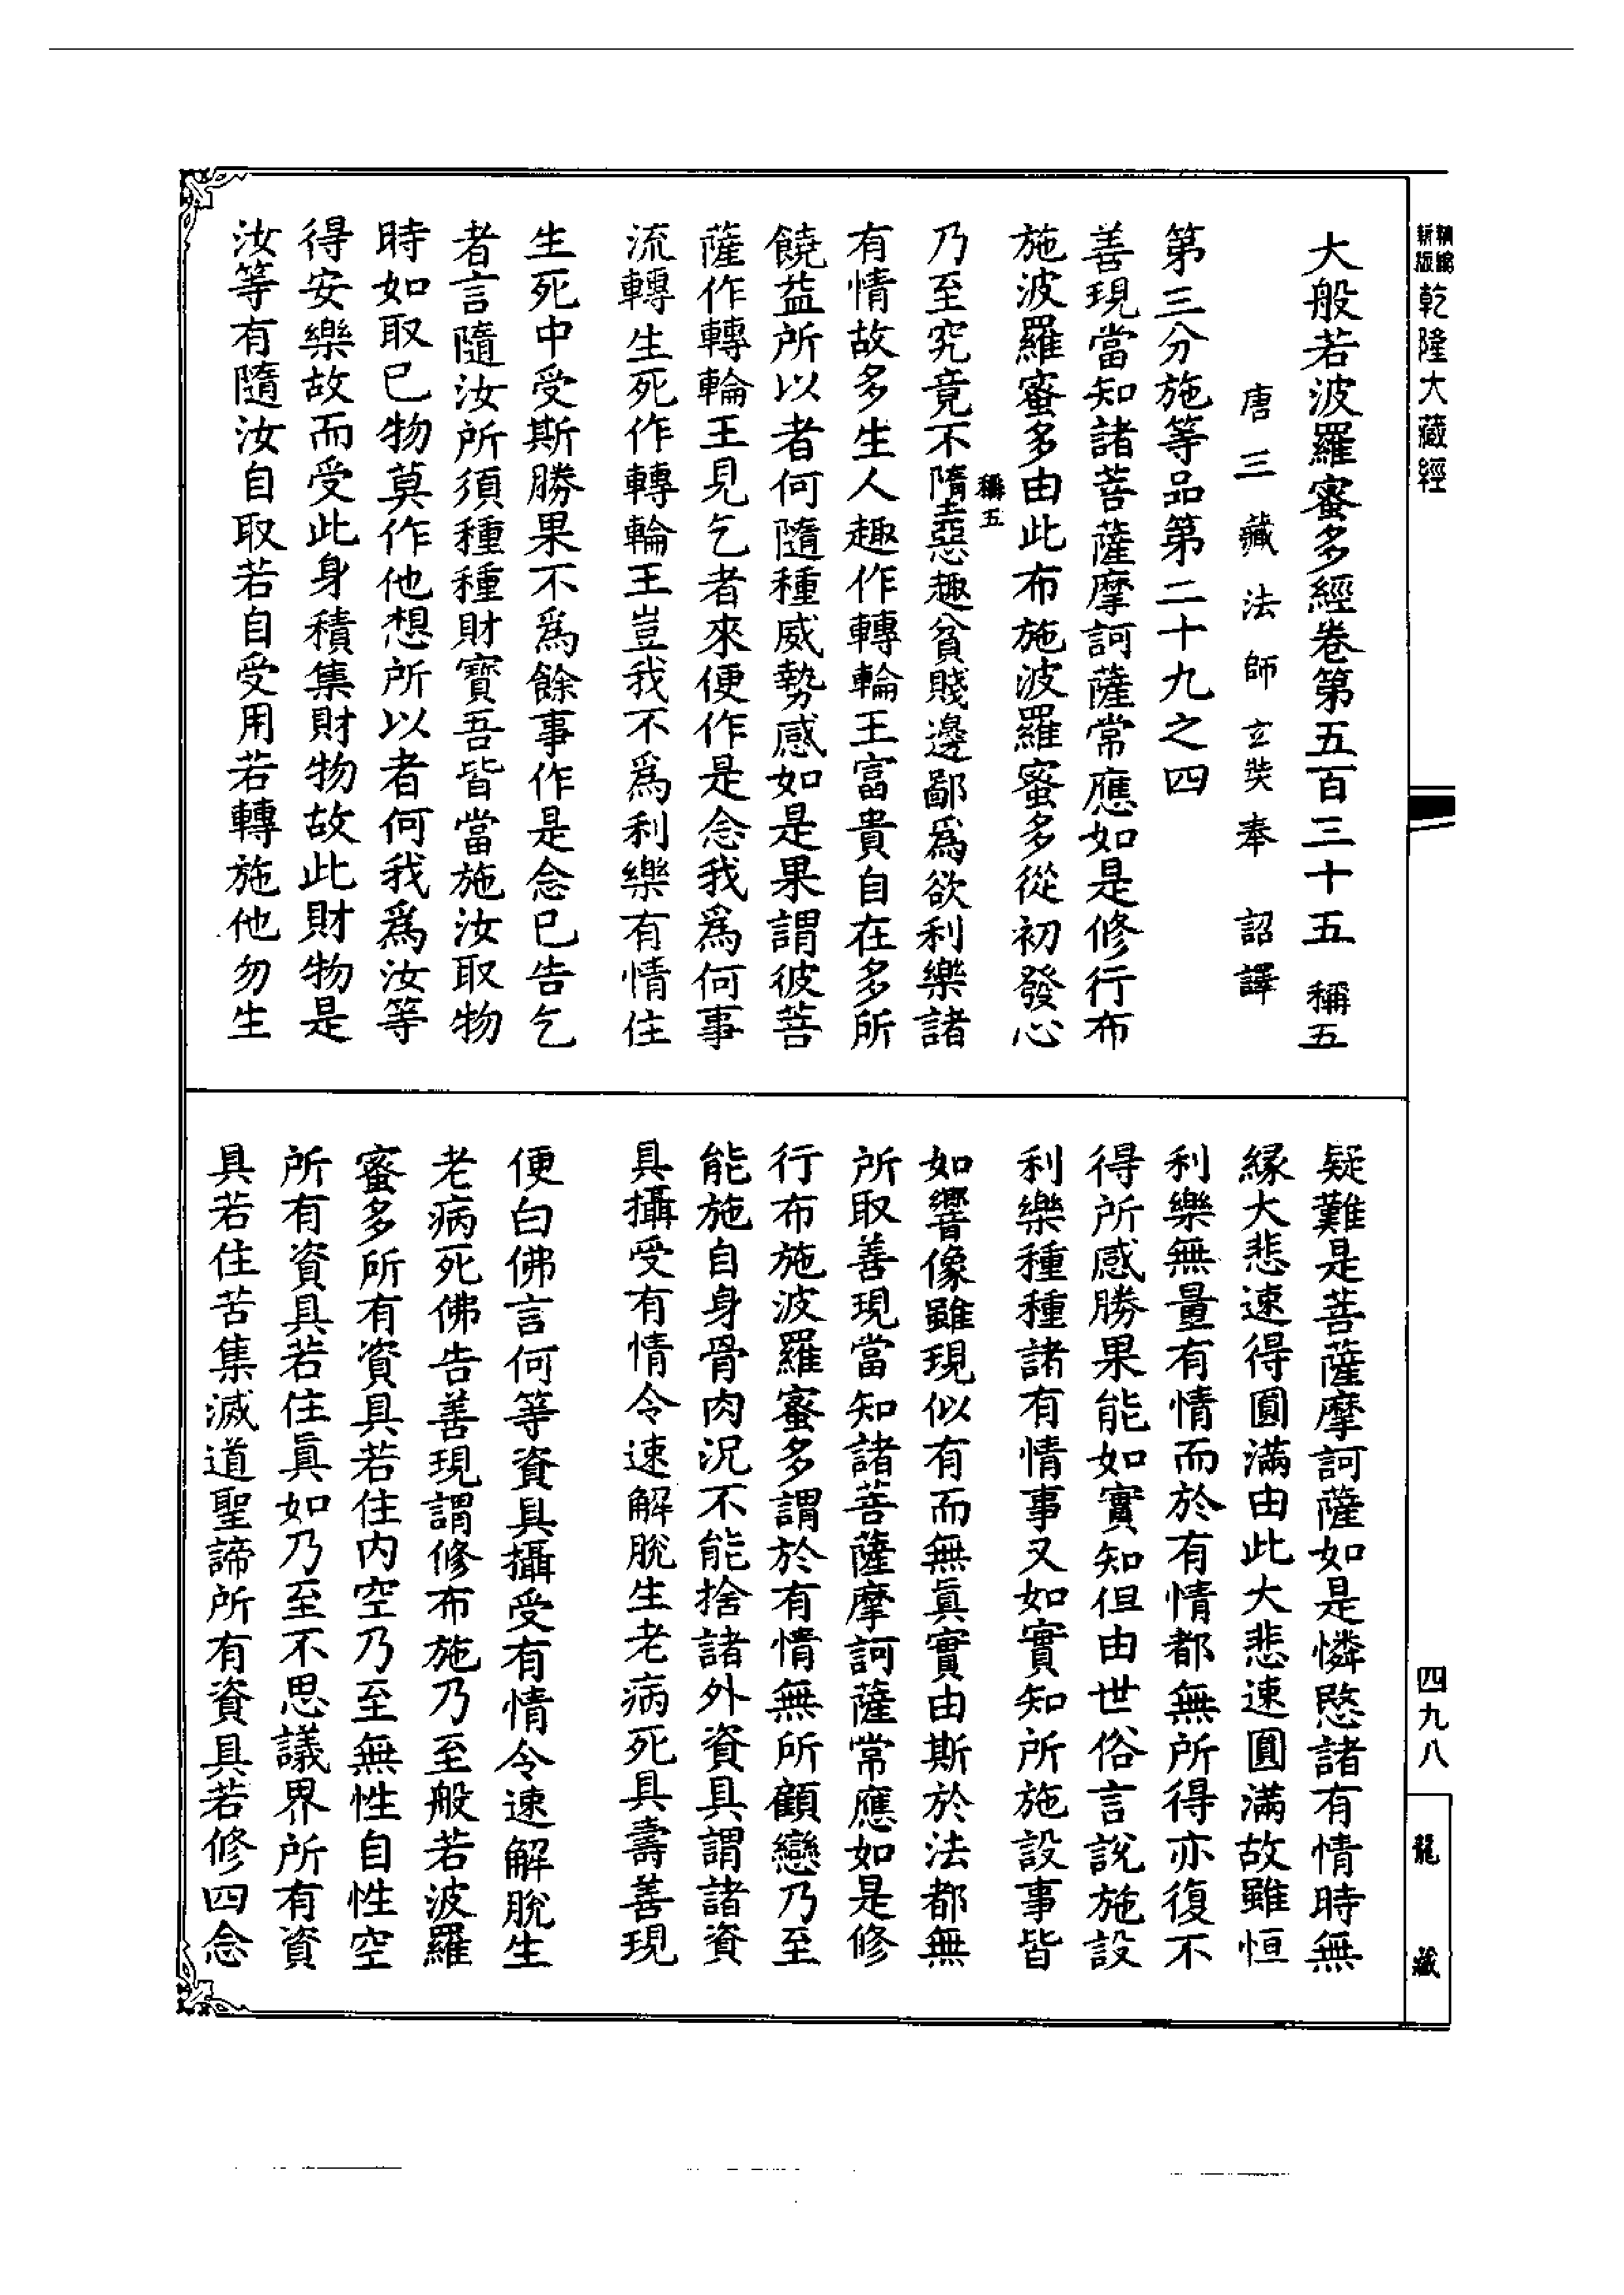 新編
新版
乾隆大藏經
大般若波羅蜜多經卷第五百三十五 稱五
唐三藏法師玄奘奉 詔譯
第三分施等品第二十九之四
善現當知諸菩薩摩訶薩常應如是修行布
施波羅蜜多由此布施波羅蜜多從初發心
稱五
乃至究竟不墮惡趣貧賤邊鄙爲欲利樂諸
有情故多生人趣作轉輪王富貴自在多所
饒益所以者何隨種威勢感如是果謂彼菩
薩作轉輪王見乞者來便作是念我爲何事
流轉生死作轉輪王豈我不爲利樂有情住
生死中受斯勝果不爲餘事作是念已告乞
者言隨汝所須種種財寶吾皆當施汝取物
時如取已物莫作他想所以者何我爲汝等
得安樂故而受此身積集財物故此財物是
汝等有隨汝自取若自受用若轉施他勿生
疑難是菩薩摩訶薩如是憐愍諸有情時無
緣大悲速得圓滿由此大悲速圓滿故雖恒
利樂無量有情而於有情都無所得亦復不
得所感勝果能如實知但由世俗言說施設
利樂種種諸有情事又如實知所施設事皆
如響像雖現似有而無眞實由斯於法都無
所取善現當知諸菩薩摩訶薩常應如是修
行布施波羅蜜多謂於有情無所顧戀乃至
能施自身骨肉況不能捨諸外資具謂諸資
具攝受有情令速解脫生老病死具壽善現
便白佛言何等資具攝受有情令速解脫生
老病死佛告善現謂修布施乃至般若波羅
蜜多所有資具若住內空乃至無性自性空
所有資具若住眞如乃至不思議界所有資
具若住苦集滅道聖諦所有資具若修四念
四九八
龍藏